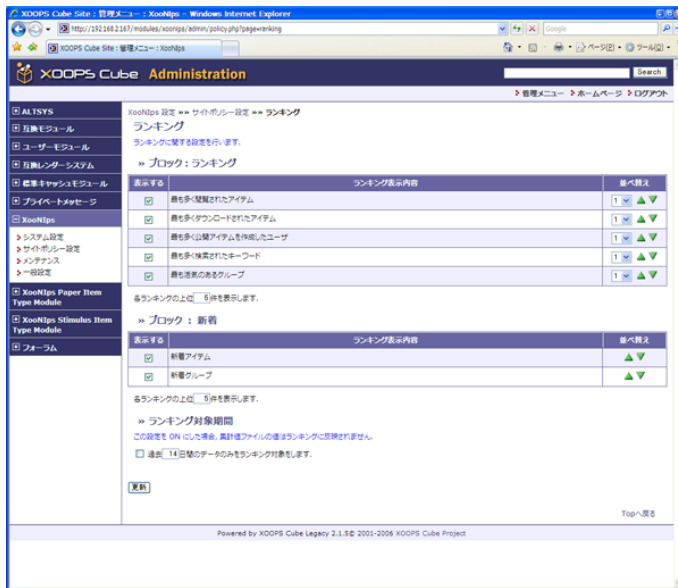 XOOPS Cube Site : 管理メニュー : XooNIps - Windows Internet Explorer
http://192.168.2.167/modules/xoonips/admin/policy.php?page=ranking
Google
XOOPS Cube Site : 管理メニュー : XooNIps
ページ(P)
ツール(O)
XOOPS Cube Administration
Search
管理メニュー ホームページ ログアウト
ALTSYS
互換モジュール
ユーザーモジュール
互換レンダーシステム
標準キャッシュモジュール
プライベートメッセージ
XooNIps
システム設定
サイトポリシー設定
メンテナンス
一般設定
XooNIps Paper Item Type Module
XooNIps Stimulus Item Type Module
フォーラム
XooNIps 設定 »» サイトポリシー設定 »» ランキング
ランキング
ランキングに関する設定を行います.
» ブロック : ランキング
表示する ランキング表示内容 並べ替え
最も多く閲覧されたアイテム 1
最も多くダウンロードされたアイテム 1
最も多く公開アイテムを作成したユーザ 1
最も多く検索されたキーワード 1
最も活気のあるグループ 1
各ランキングの上位 5 件を表示します.
» ブロック : 新着
表示する ランキング表示内容 並べ替え
新着アイテム
新着グループ
各ランキングの上位 5 件を表示します.
» ランキング対象期間
この設定を ON にした場合, 集計値ファイルの値はランキングに反映されません.
過去 14 日間のデータのみをランキング対象をします.
更新
Topへ戻る
Powered by XOOPS Cube Legacy 2.1.5© 2001-2006 XOOPS Cube Project